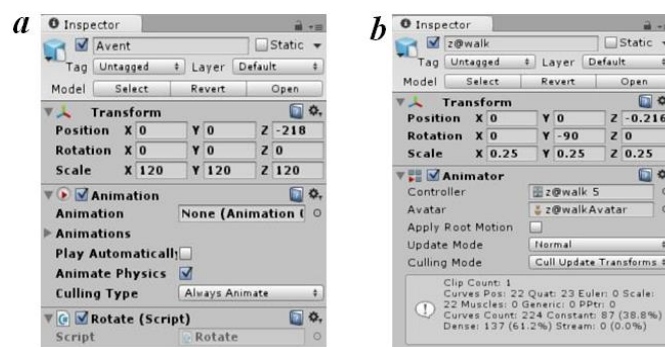 a
Inspector
Avent
Static
Tag Untagged Layer Default
Model Select Revert Open
Transform
Position X 0 Y 0 Z -218
Rotation X 0 Y 0 Z 0
Scale X 120 Y 120 Z 120
Animation
Animation None (Animation
Animations
Play Automatically
Animate Physics
Culling Type Always Animate
Rotate (Script)
Script Rotate
b
Inspector
z@walk
Static
Tag Untagged Layer Default
Model Select Revert Open
Transform
Position X 0 Y 0 Z -0.216
Rotation X 0 Y -90 Z 0
Scale X 0.25 Y 0.25 Z 0.25
Animator
Controller z@walk 5
Avatar z@walkAvatar
Apply Root Motion
Update Mode Normal
Culling Mode Cull Update Transforms
Clip Count: 1
Curves Pos: 22 Quat: 23 Euler: 0 Scale:
22 Muscles: 0 Generic: 0 PPtr: 0
Curves Count: 224 Constant: 87 (38.8%)
Dense: 137 (61.2%) Stream: 0 (0.0%)